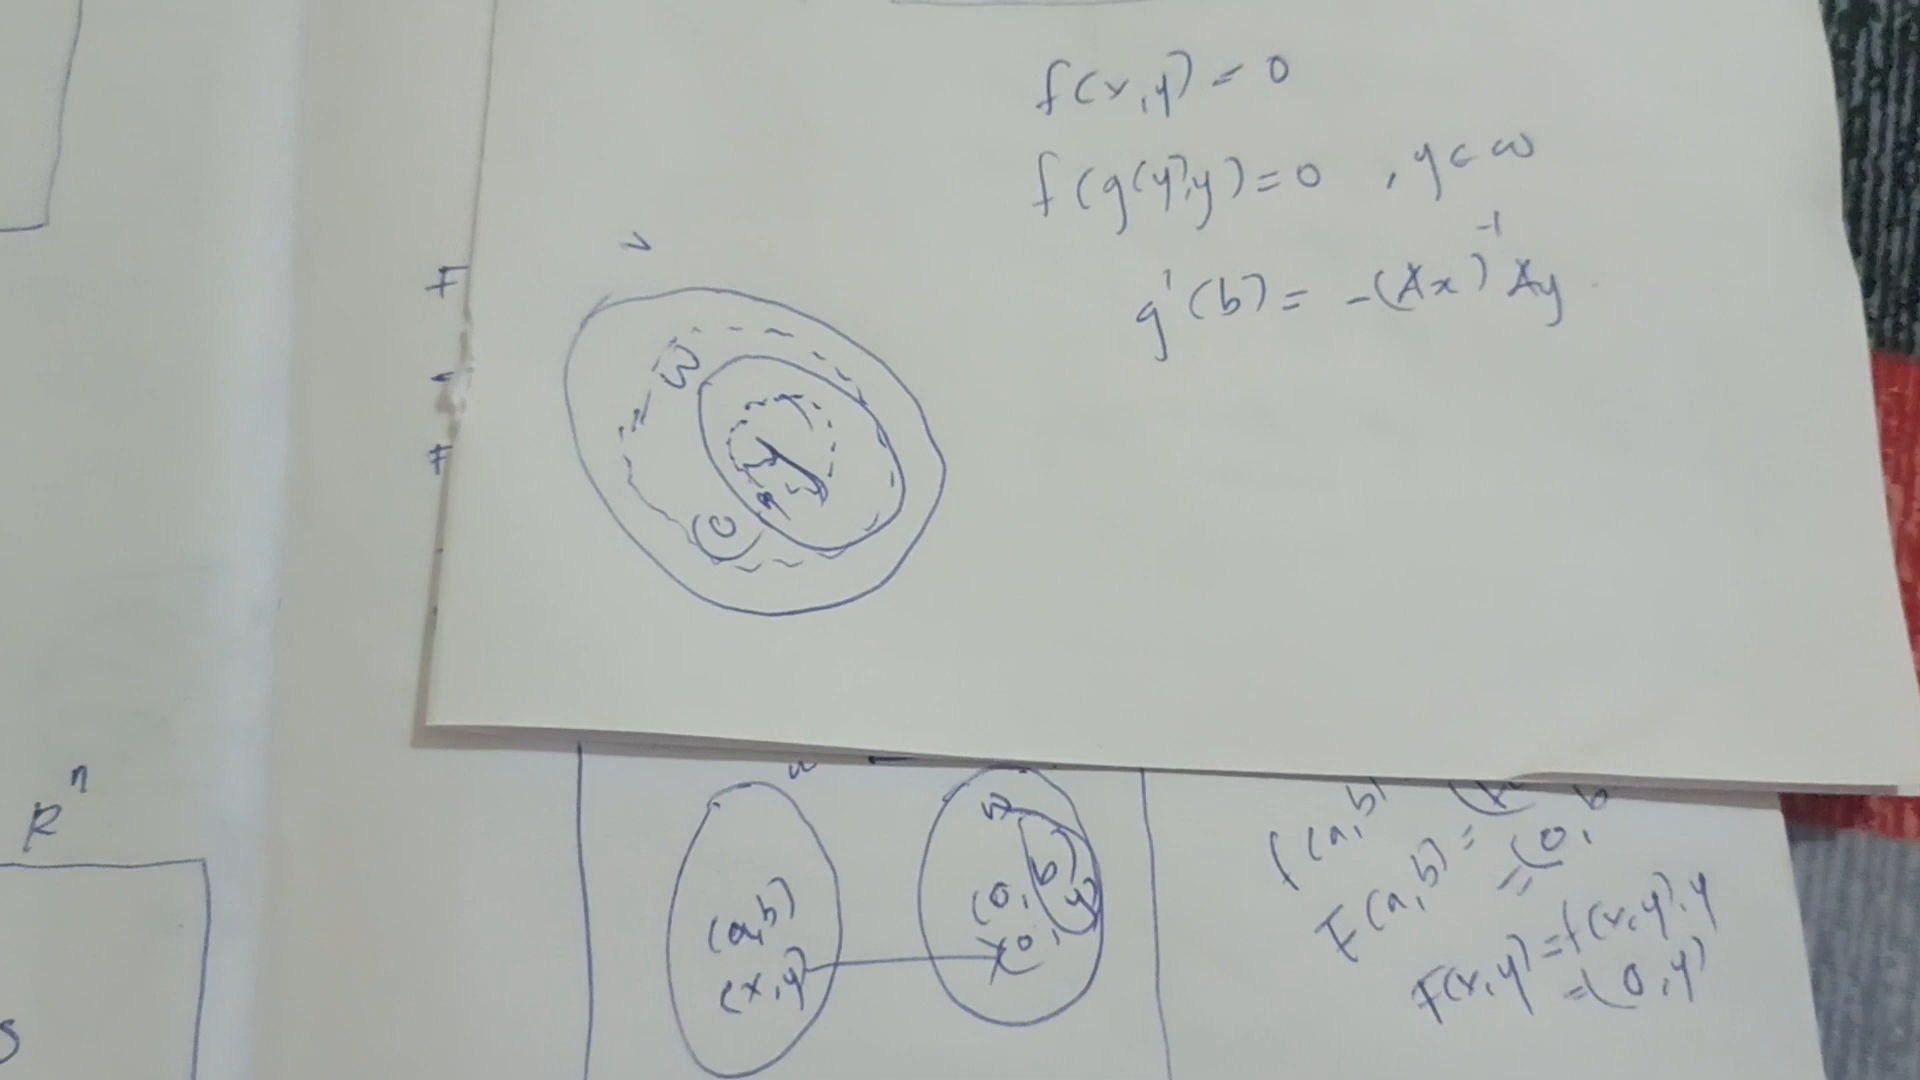 f(x,y) = 0
f(g(y),y) = 0 , y ∈ W
g'(b) = -(Ax)⁻¹ Ay
V
W
F
F
Rⁿ
S
(a,b)
(x,y)
(0, b
(0, y)
f(a,b)
F(a,b) =
= (0, b
F(x,y) = f(x,y),y
= (0,y)